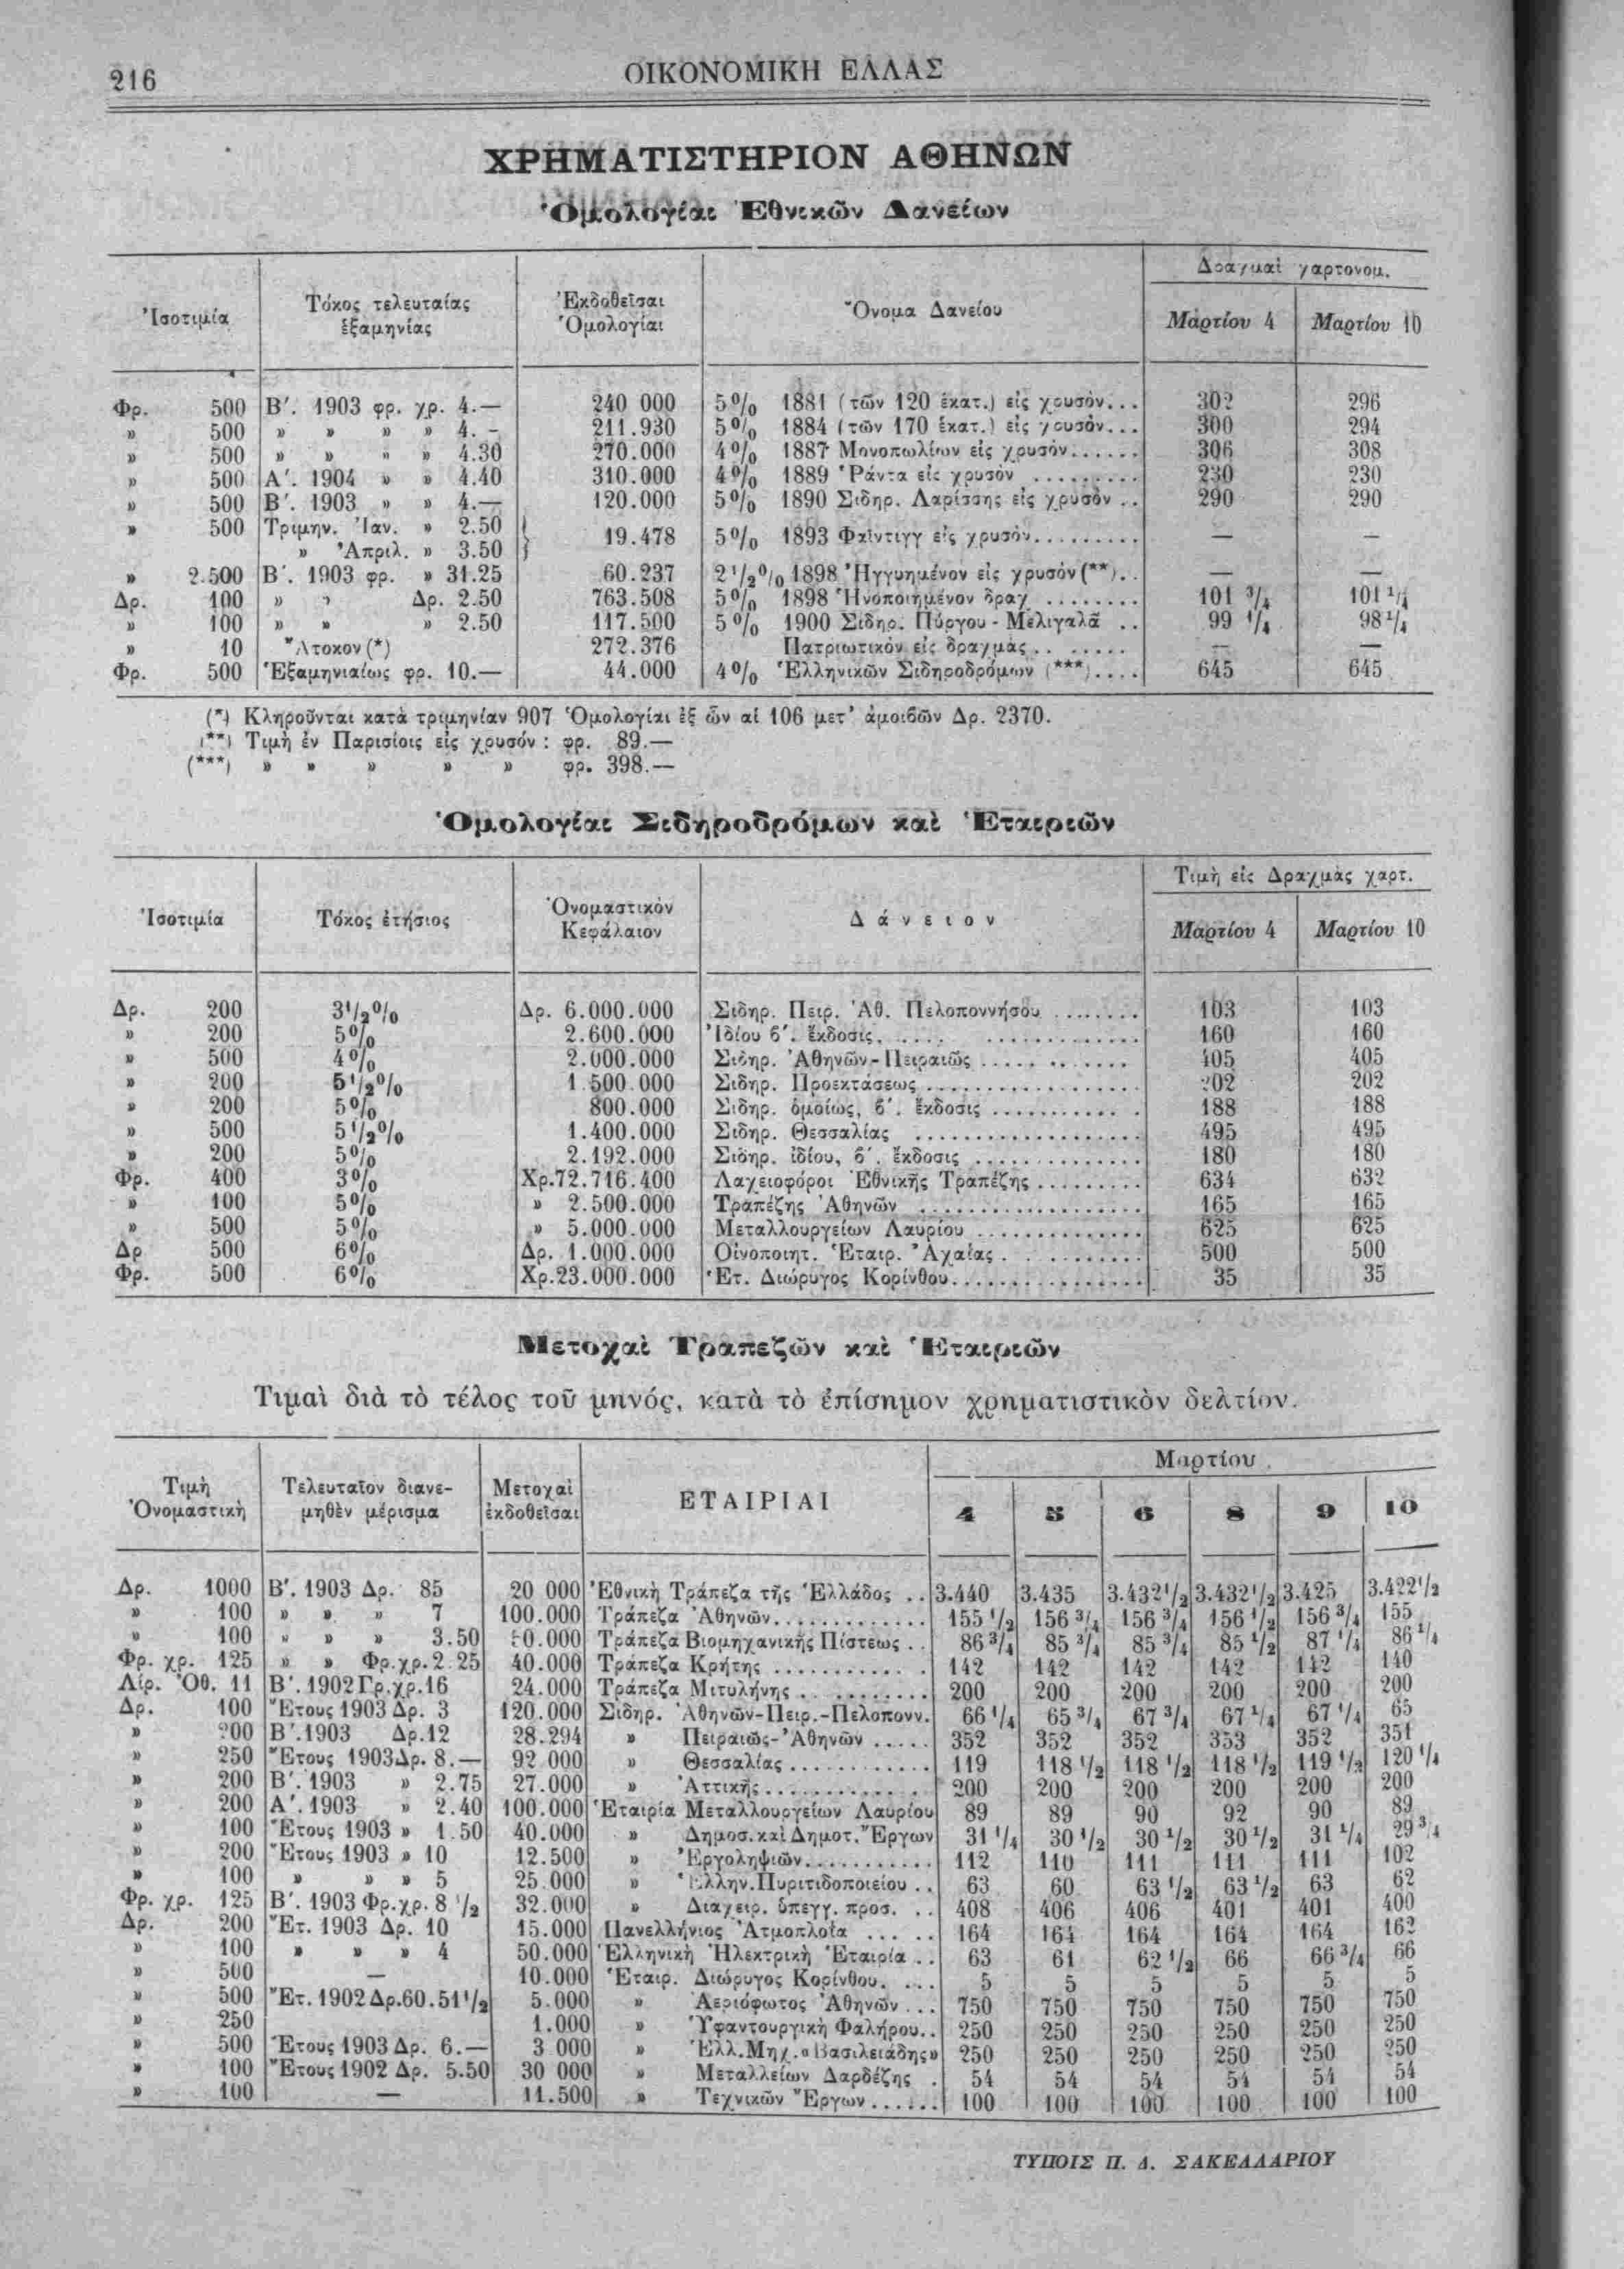 216
ΟΙΚΟΝΟΜΙΚΗ ΕΛΛΑΣ
ΧΡΗΜΑΤΙΣΤΗΡΙΟΝ ΑΘΗΝΩΝ
Ὁμολογίαι Ἐθνικῶν Δανείων
Ἰσοτιμία | Τόκος τελευταίας ἑξαμηνίας | Ἐκδοθεῖσαι Ὁμολογίαι | Ὄνομα Δανείου | Δραχμαὶ χαρτονομ. Μαρτίου 4 | Μαρτίου 10
Φρ. 500 Β΄. 1903 φρ. χρ. 4.— 240 000 5% 1881 (τῶν 120 ἑκατ.) εἰς χρυσόν... 302 296
» 500 » » » » 4.- 211.930 5% 1884 (τῶν 170 ἑκατ.) εἰς χρυσόν... 300 294
» 500 » » » » 4.30 270.000 4% 1887 Μονοπωλίων εἰς χρυσόν...... 306 308
» 500 Α΄. 1904 » » 4.40 310.000 4% 1889 Ῥάντα εἰς χρυσόν ......... 230 230
» 500 Β΄. 1903 » » 4.— 120.000 5% 1890 Σιδηρ. Λαρίσσης εἰς χρυσόν .. 290 290
» 500 Τριμην. Ἰαν. » 2.50
» Ἀπριλ. » 3.50 } 19.478 5% 1893 Φαίντιγγ εἰς χρυσόν......... — —
» 2.500 Β΄. 1903 φρ. » 31.25 60.237 2 1/2% 1898 Ἠγγυημένον εἰς χρυσόν (**).. — —
Δρ. 100 » » Δρ. 2.50 763.508 5% 1898 Ἡνοποιημένον δραχ ........ 101 3/4 101 1/4
» 100 » » » 2.50 117.500 5% 1900 Σιδηρ. Πύργου - Μελιγαλᾶ .. 99 1/4 98 1/4
» 10 Ἄτοκον (*) 272.376 Πατριωτικόν εἰς δραχμὰς........ — —
Φρ. 500 Ἑξαμηνιαίως φρ. 10.— 44.000 4% Ἑλληνικῶν Σιδηροδρόμων (***).... 645 645
(*) Κληροῦνται κατὰ τριμηνίαν 907 Ὁμολογίαι ἐξ ὧν αἱ 106 μετ' ἀμοιβῶν Δρ. 2370.
(**) Τιμὴ ἐν Παρισίοις εἰς χρυσόν : φρ. 89.—
(***) » » » » » φρ. 398.—
Ὁμολογίαι Σιδηροδρόμων καὶ Ἑταιριῶν
Ἰσοτιμία | Τόκος ἐτήσιος | Ὀνομαστικὸν Κεφάλαιον | Δάνειον | Τιμὴ εἰς Δραχμὰς χαρτ. Μαρτίου 4 | Μαρτίου 10
Δρ. 200 3 1/2% Δρ. 6.000.000 Σιδηρ. Πειρ. Ἀθ. Πελοποννήσου ........ 103 103
» 200 5% 2.600.000 Ἰδίου β΄. ἔκδοσις. .... ............. 160 160
» 500 4% 2.000.000 Σιδηρ. Ἀθηνῶν-Πειραιῶς ............. 405 405
» 200 5 1/2% 1.500.000 Σιδηρ. Προεκτάσεως .................. 202 202
» 200 5% 800.000 Σιδηρ. ὁμοίως, β΄. ἔκδοσις ............ 188 188
» 500 5 1/2% 1.400.000 Σιδηρ. Θεσσαλίας ................... 495 495
» 200 5% 2.192.000 Σιδηρ. ἰδίου, β΄. ἔκδοσις .............. 180 180
Φρ. 400 3% Χρ.72.716.400 Λαχειοφόροι Ἐθνικῆς Τραπέζης......... 634 632
» 100 5% » 2.500.000 Τραπέζης Ἀθηνῶν .................. 165 165
» 500 5% » 5.000.000 Μεταλλουργείων Λαυρίου .............. 625 625
Δρ 500 6% Δρ. 1.000.000 Οἰνοποιητ. Ἑταιρ. Ἀχαΐας............ 500 500
Φρ. 500 6% Χρ.23.000.000 Ἑτ. Διώρυγος Κορίνθου................ 35 35
Μετοχαὶ Τραπεζῶν καὶ Ἑταιριῶν
Τιμαὶ διὰ τὸ τέλος τοῦ μηνός, κατὰ τὸ ἐπίσημον χρηματιστικὸν δελτίον.
Τιμὴ Ὀνομαστικὴ | Τελευταῖον διανεμηθὲν μέρισμα | Μετοχαὶ ἐκδοθεῖσαι | ΕΤΑΙΡΙΑΙ | Μαρτίου 4 | 5 | 6 | 8 | 9 | 10
Δρ. 1000 Β΄. 1903 Δρ. 85 20 000 Ἐθνικὴ Τράπεζα τῆς Ἑλλάδος .. 3.440 3.435 3.432 1/2 3.432 1/2 3.425 3.422 1/2
» 100 » » » 7 100.000 Τράπεζα Ἀθηνῶν............. 155 1/2 156 3/4 156 3/4 156 1/2 156 3/4 155
» 100 » » » 3.50 50.000 Τράπεζα Βιομηχανικῆς Πίστεως .. 86 3/4 85 3/4 85 3/4 85 1/2 87 1/4 86 1/4
Φρ. χρ. 125 » » Φρ.χρ.2.25 40.000 Τράπεζα Κρήτης ............ 142 142 142 142 142 140
Λίρ. Ὀθ. 11 Β΄. 1902 Γρ.χρ.16 24.000 Τράπεζα Μιτυλήνης .......... 200 200 200 200 200 200
Δρ. 100 Ἔτους 1903 Δρ. 3 120.000 Σιδηρ. Ἀθηνῶν-Πειρ.-Πελοπονν. 66 1/4 65 3/4 67 3/4 67 1/4 67 1/4 65
» 200 Β΄.1903 Δρ.12 28.294 » Πειραιῶς-Ἀθηνῶν ..... 352 352 352 353 352 351
» 250 Ἔτους 1903 Δρ. 8.— 92 000 » Θεσσαλίας............ 119 118 1/2 118 1/2 118 1/2 119 1/2 120 1/4
» 200 Β΄. 1903 » 2.75 27.000 » Ἀττικῆς............. 200 200 200 200 200 200
» 200 Α΄. 1903 » 2.40 100.000 Ἑταιρία Μεταλλουργείων Λαυρίου 89 89 90 92 90 89
» 100 Ἔτους 1903 » 1.50 40.000 » Δημοσ. καὶ Δημοτ. Ἔργων 31 1/4 30 1/2 30 1/2 30 1/2 31 1/4 29 3/4
» 200 Ἔτους 1903 » 10 12.500 » Ἐργοληψιῶν........... 112 110 111 111 111 102
» 100 » » » 5 25.000 » Ἑλλην. Πυριτιδοποιείου .. 63 60 63 1/2 63 1/2 63 62
Φρ. χρ. 125 Β΄. 1903 Φρ.χρ. 8 1/2 32.000 » Διαχειρ. ὑπεγγ. προσ. .. 408 406 406 401 401 400
Δρ. 200 Ἔτ. 1903 Δρ. 10 15.000 Πανελλήνιος Ἀτμοπλοΐα ..... 164 164 164 164 164 162
» 100 » » » 4 50.000 Ἑλληνικὴ Ἠλεκτρικὴ Ἑταιρία .. 63 61 62 1/2 66 66 3/4 66
» 500 — 10.000 Ἑταιρ. Διώρυγος Κορίνθου. ... 5 5 5 5 5 5
» 500 Ἔτ. 1902 Δρ.60.51 1/2 5.000 » Ἀεριόφωτος Ἀθηνῶν ... 750 750 750 750 750 750
» 250 1.000 » Ὑφαντουργικὴ Φαλήρου.. 250 250 250 250 250 250
» 500 Ἔτους 1903 Δρ. 6.— 3 000 » Ἑλλ. Μηχ. «Βασιλειάδης» 250 250 250 250 250 250
» 100 Ἔτους 1902 Δρ. 5.50 30 000 » Μεταλλείων Δαρδέζης . 54 54 54 54 54 54
» 100 — 11.500 » Τεχνικῶν Ἔργων...... 100 100 100 100 100 100
ΤΥΠΟΙΣ Π. Δ. ΣΑΚΕΛΛΑΡΙΟΥ